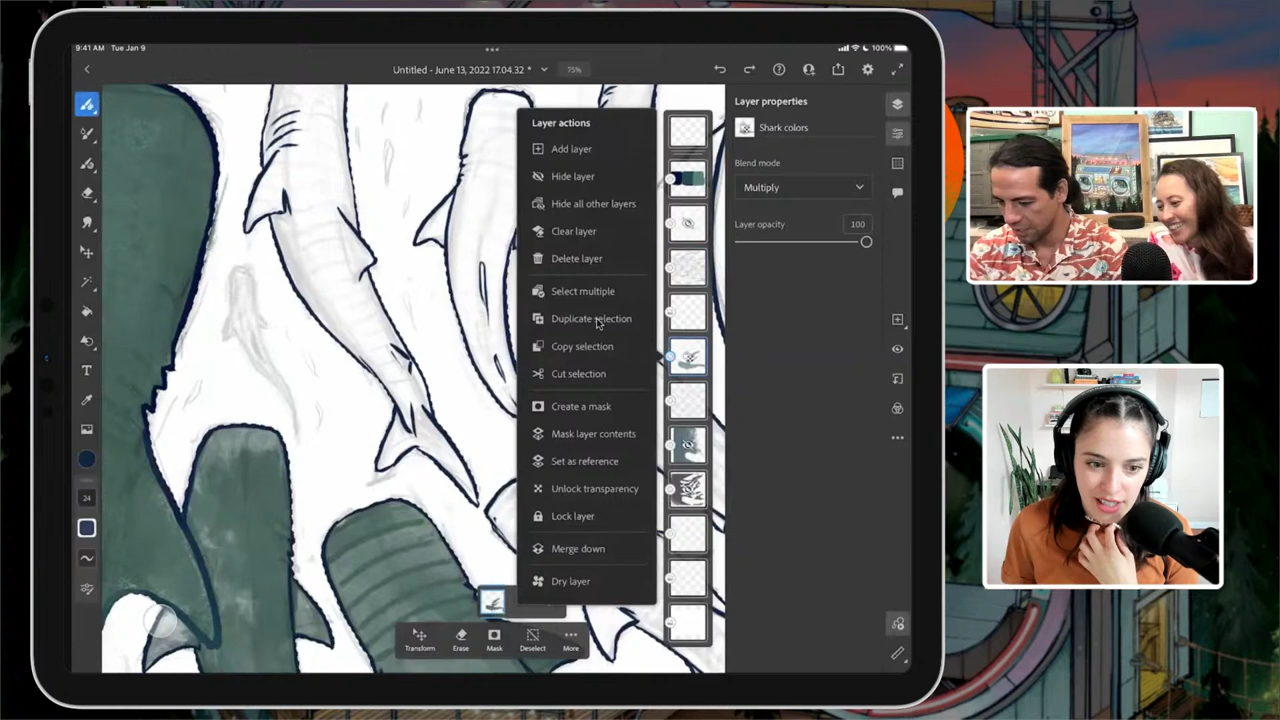 9:41 AM Tue Jan 9
100%
Untitled - June 13, 2022 17.04.32 *
75%
Layer actions
Add layer
Hide layer
Hide all other layers
Clear layer
Delete layer
Select multiple
Duplicate selection
Copy selection
Cut selection
Create a mask
Mask layer contents
Set as reference
Unlock transparency
Lock layer
Merge down
Dry layer
Layer properties
Shark colors
Blend mode
Multiply
Layer opacity
100
T
24
Transform
Erase
Mask
Deselect
More